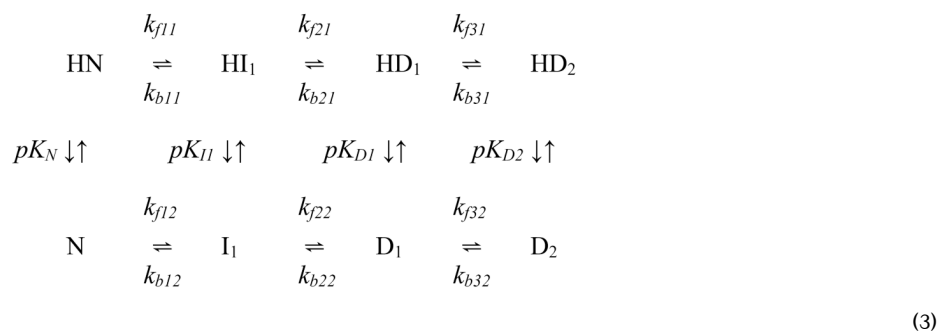 k_f11 k_f21 k_f31
HN ⇌ HI₁ ⇌ HD₁ ⇌ HD₂
k_b11 k_b21 k_b31
pK_N ↓↑ pK_I1 ↓↑ pK_D1 ↓↑ pK_D2 ↓↑
k_f12 k_f22 k_f32
N ⇌ I₁ ⇌ D₁ ⇌ D₂
k_b12 k_b22 k_b32
(3)